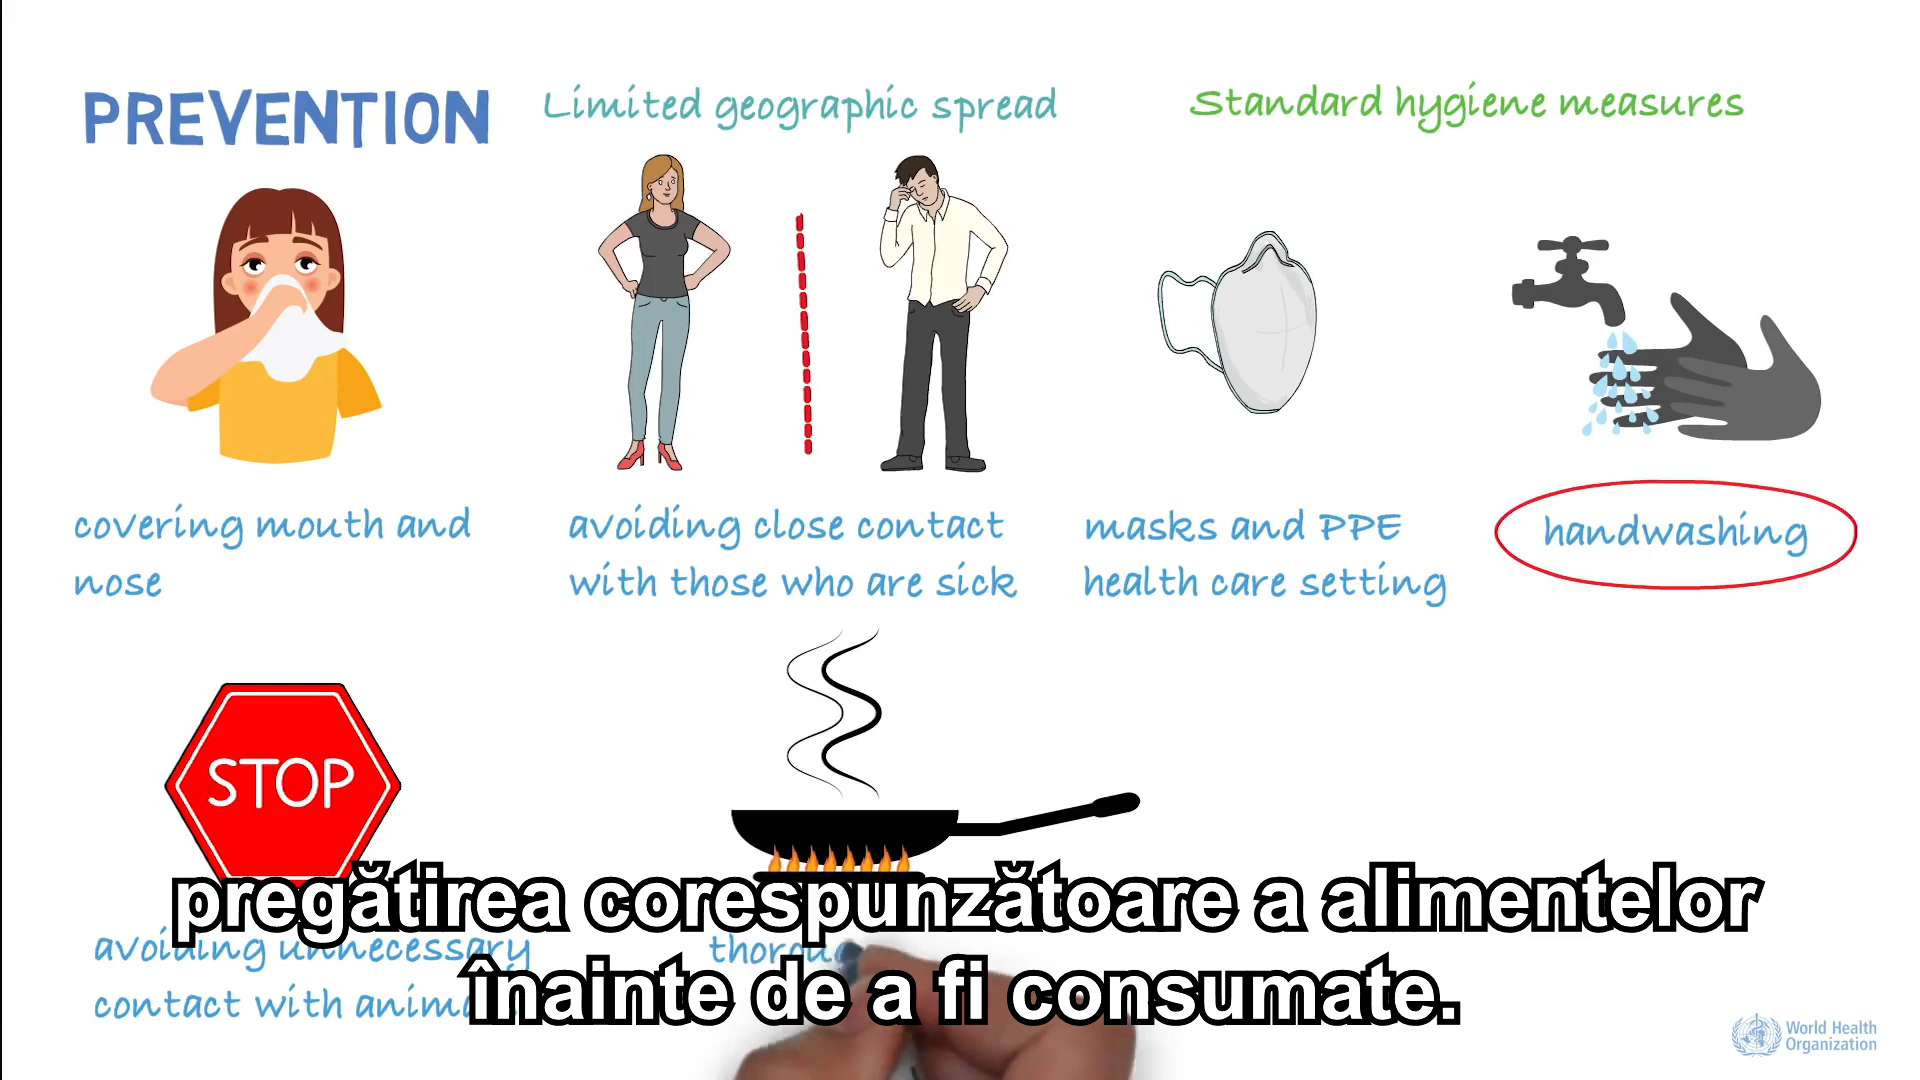 PREVENTION
Limited geographic spread
Standard hygiene measures
covering mouth and
nose
avoiding close contact
with those who are sick
masks and PPE
health care setting
handwashing
STOP
pregătirea corespunzătoare a alimentelor
înainte de a fi consumate.
avoiding unnecessary
contact with
World Health
Organization